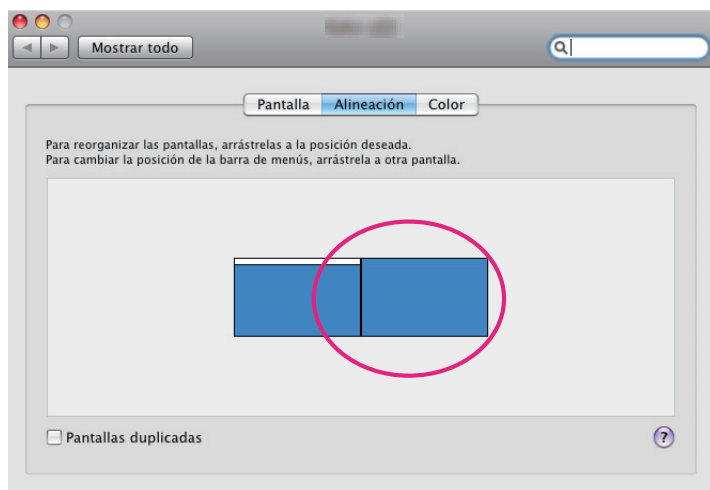 Mostrar todo
Pantalla Alineación Color
Para reorganizar las pantallas, arrástrelas a la posición deseada.
Para cambiar la posición de la barra de menús, arrástrela a otra pantalla.
Pantallas duplicadas
?